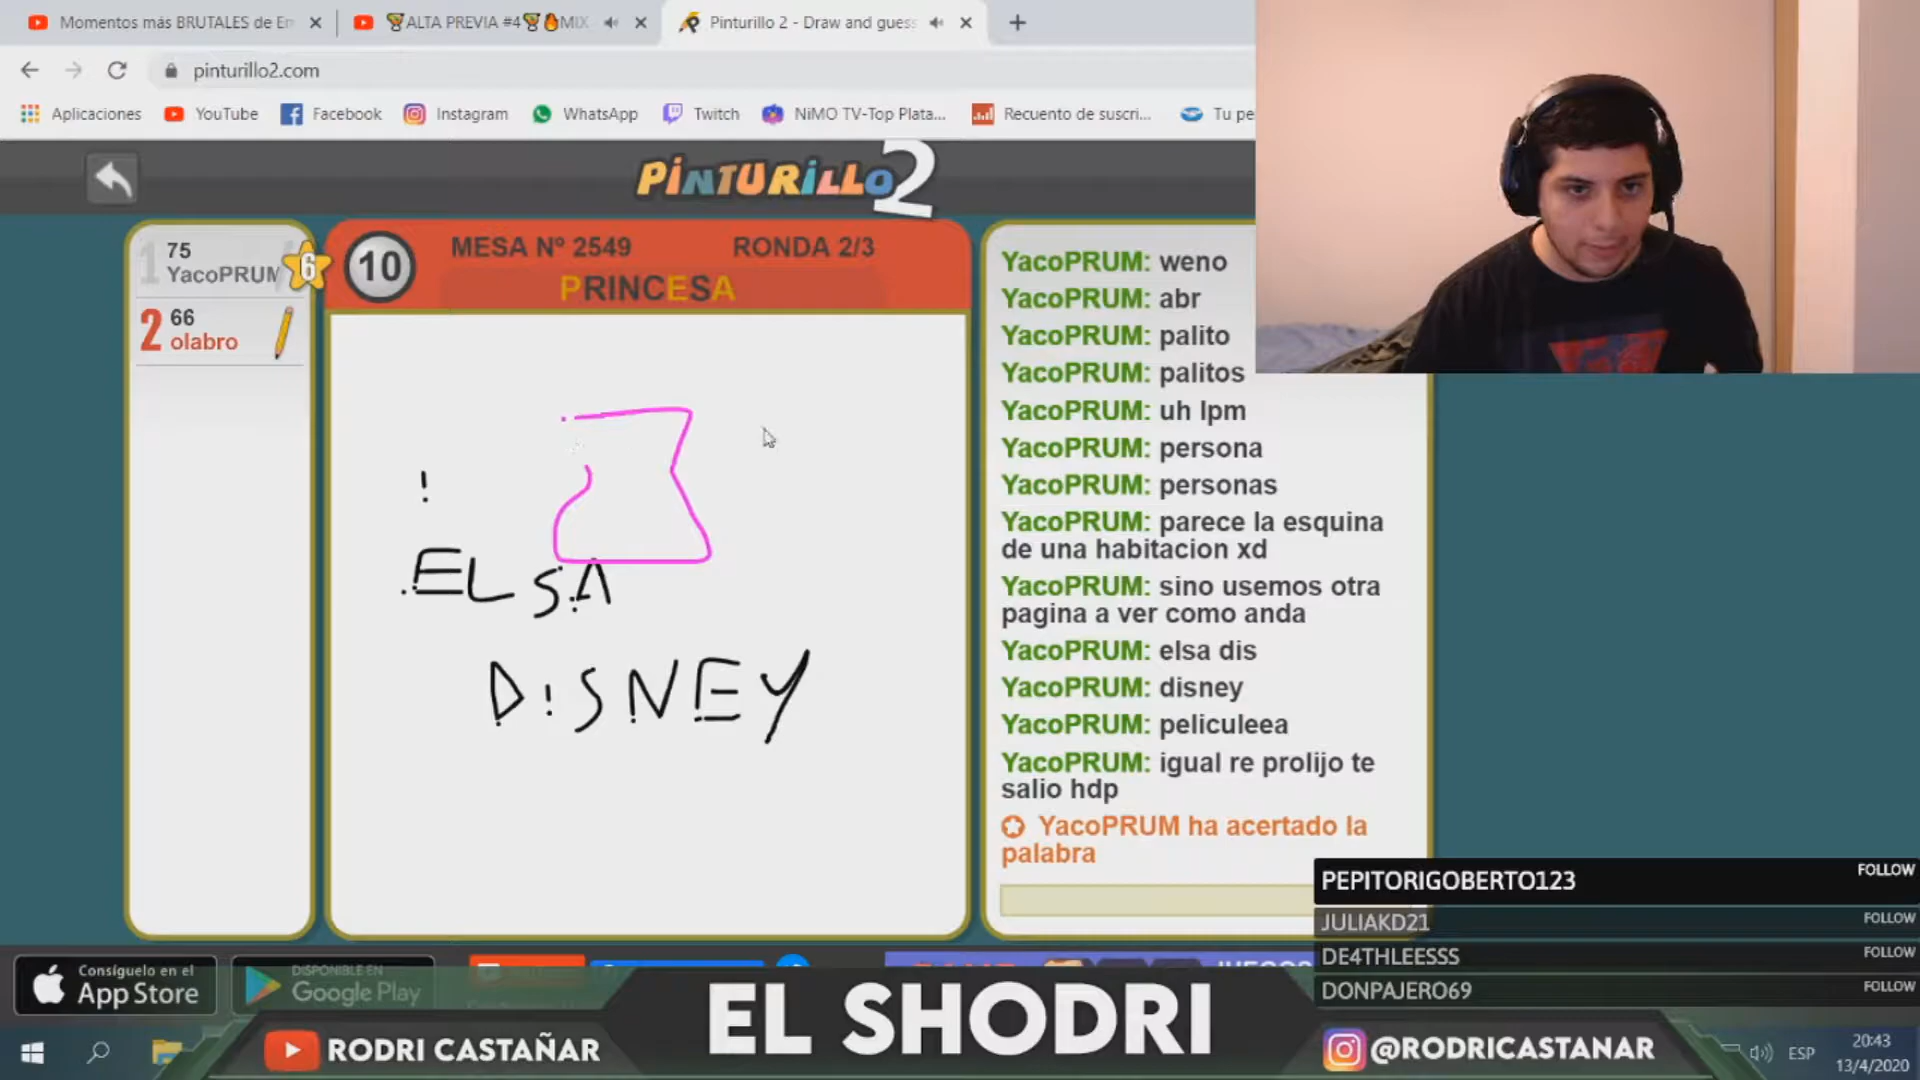 Momentos más BRUTALES de En
ALTA PREVIA #4 MIX
Pinturillo 2 - Draw and guess
pinturillo2.com
Aplicaciones
YouTube
Facebook
Instagram
WhatsApp
Twitch
NiMO TV-Top Plata...
Recuento de suscri...
Tu pe
PINTURILLO 2
1 75
YacoPRUM
6
2 66
olabro
10
MESA Nº 2549
RONDA 2/3
PRINCESA
!
ELSA
DISNEY
YacoPRUM: weno
YacoPRUM: abr
YacoPRUM: palito
YacoPRUM: palitos
YacoPRUM: uh lpm
YacoPRUM: persona
YacoPRUM: personas
YacoPRUM: parece la esquina
de una habitacion xd
YacoPRUM: sino usemos otra
pagina a ver como anda
YacoPRUM: elsa dis
YacoPRUM: disney
YacoPRUM: peliculeea
YacoPRUM: igual re prolijo te
salio hdp
YacoPRUM ha acertado la
palabra
PEPITORIGOBERTO123 FOLLOW
JULIAKD21 FOLLOW
DE4THLEESSS FOLLOW
DONPAJERO69 FOLLOW
Consíguelo en el
App Store
DISPONIBLE EN
Google Play
JUEGOS
RODRI CASTAÑAR
EL SHODRI
@RODRICASTANAR
ESP
20:43
13/4/2020